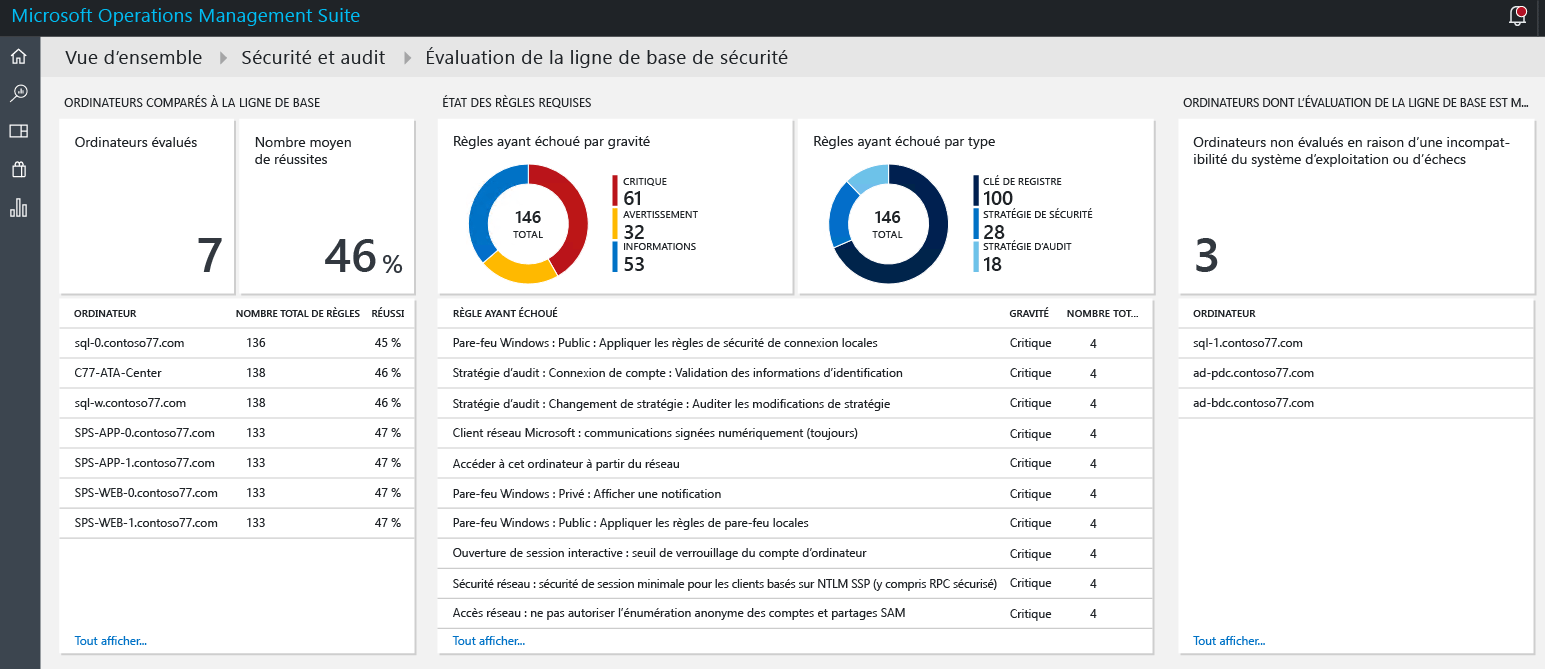 Microsoft Operations Management Suite
Vue d’ensemble Sécurité et audit Évaluation de la ligne de base de sécurité
ORDINATEURS COMPARÉS À LA LIGNE DE BASE
Ordinateurs évalués
7
Nombre moyen
de réussites
46 %
ORDINATEUR NOMBRE TOTAL DE RÈGLES RÉUSSI
sql-0.contoso77.com 136 45 %
C77-ATA-Center 138 46 %
sql-w.contoso77.com 138 46 %
SPS-APP-0.contoso77.com 133 47 %
SPS-APP-1.contoso77.com 133 47 %
SPS-WEB-0.contoso77.com 133 47 %
SPS-WEB-1.contoso77.com 133 47 %
Tout afficher...
ÉTAT DES RÈGLES REQUISES
Règles ayant échoué par gravité
146
TOTAL
CRITIQUE
61
AVERTISSEMENT
32
INFORMATIONS
53
Règles ayant échoué par type
146
TOTAL
CLÉ DE REGISTRE
100
STRATÉGIE DE SÉCURITÉ
28
STRATÉGIE D’AUDIT
18
RÈGLE AYANT ÉCHOUÉ GRAVITÉ NOMBRE TOT...
Pare-feu Windows : Public : Appliquer les règles de sécurité de connexion locales Critique 4
Stratégie d’audit : Connexion de compte : Validation des informations d’identification Critique 4
Stratégie d’audit : Changement de stratégie : Auditer les modifications de stratégie Critique 4
Client réseau Microsoft : communications signées numériquement (toujours) Critique 4
Accéder à cet ordinateur à partir du réseau Critique 4
Pare-feu Windows : Privé : Afficher une notification Critique 4
Pare-feu Windows : Public : Appliquer les règles de pare-feu locales Critique 4
Ouverture de session interactive : seuil de verrouillage du compte d’ordinateur Critique 4
Sécurité réseau : sécurité de session minimale pour les clients basés sur NTLM SSP (y compris RPC sécurisé) Critique 4
Accès réseau : ne pas autoriser l’énumération anonyme des comptes et partages SAM Critique 4
Tout afficher...
ORDINATEURS DONT L’ÉVALUATION DE LA LIGNE DE BASE EST M...
Ordinateurs non évalués en raison d’une incompat-
ibilité du système d’exploitation ou d’échecs
3
ORDINATEUR
sql-1.contoso77.com
ad-pdc.contoso77.com
ad-bdc.contoso77.com
Tout afficher...